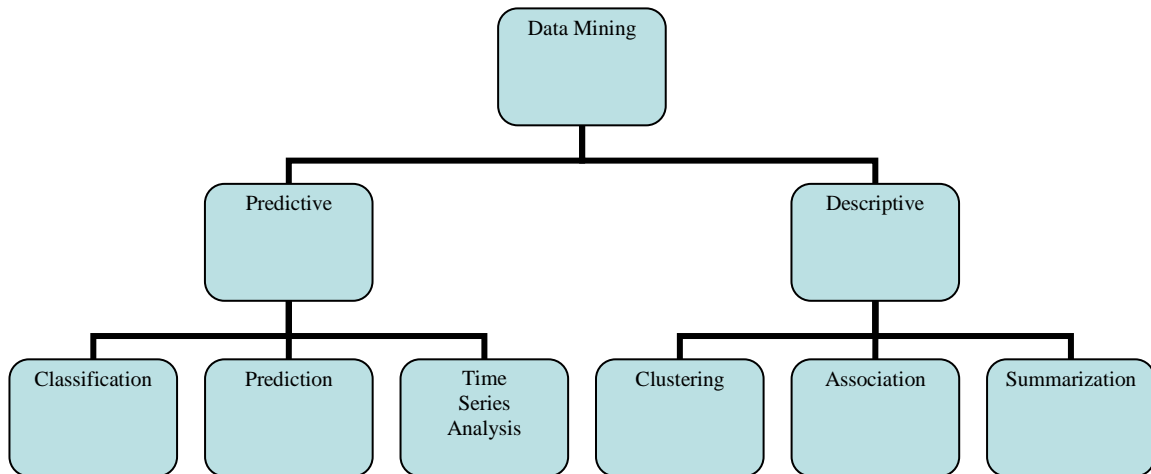 Data Mining
Predictive
Descriptive
Classification
Prediction
Time
Series
Analysis
Clustering
Association
Summarization